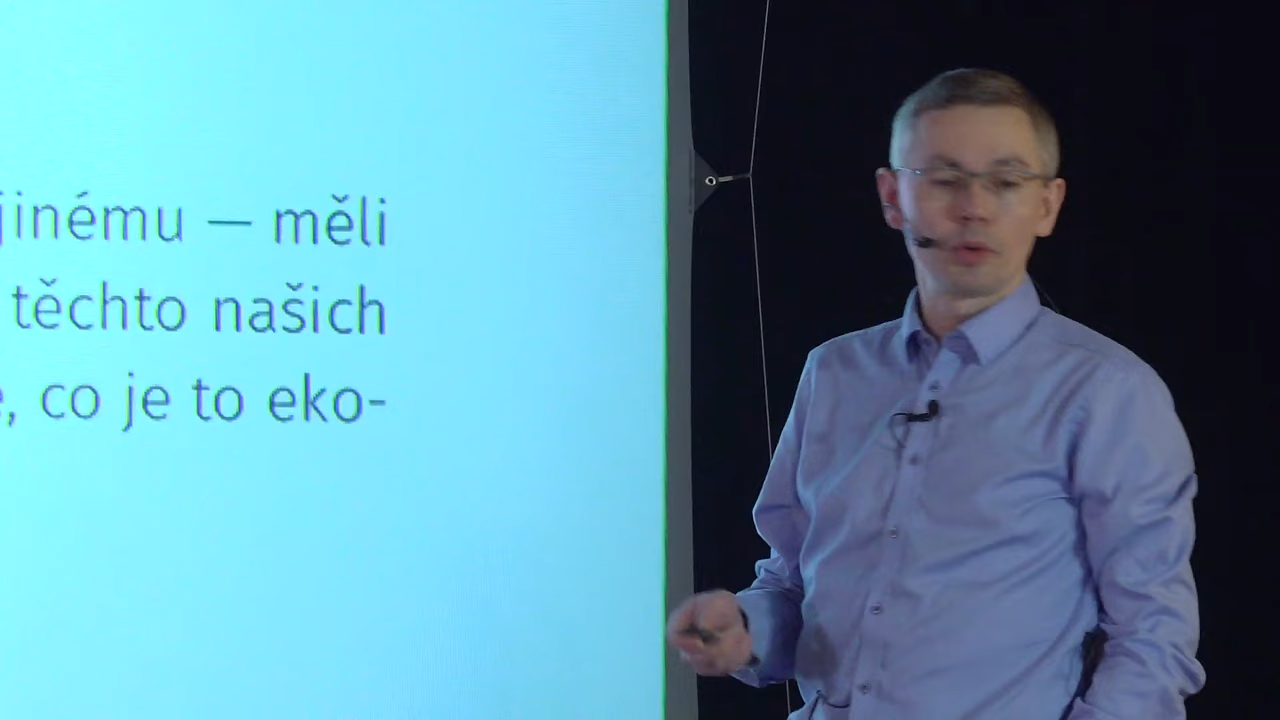 jinému — měli
těchto našich
, co je to eko-